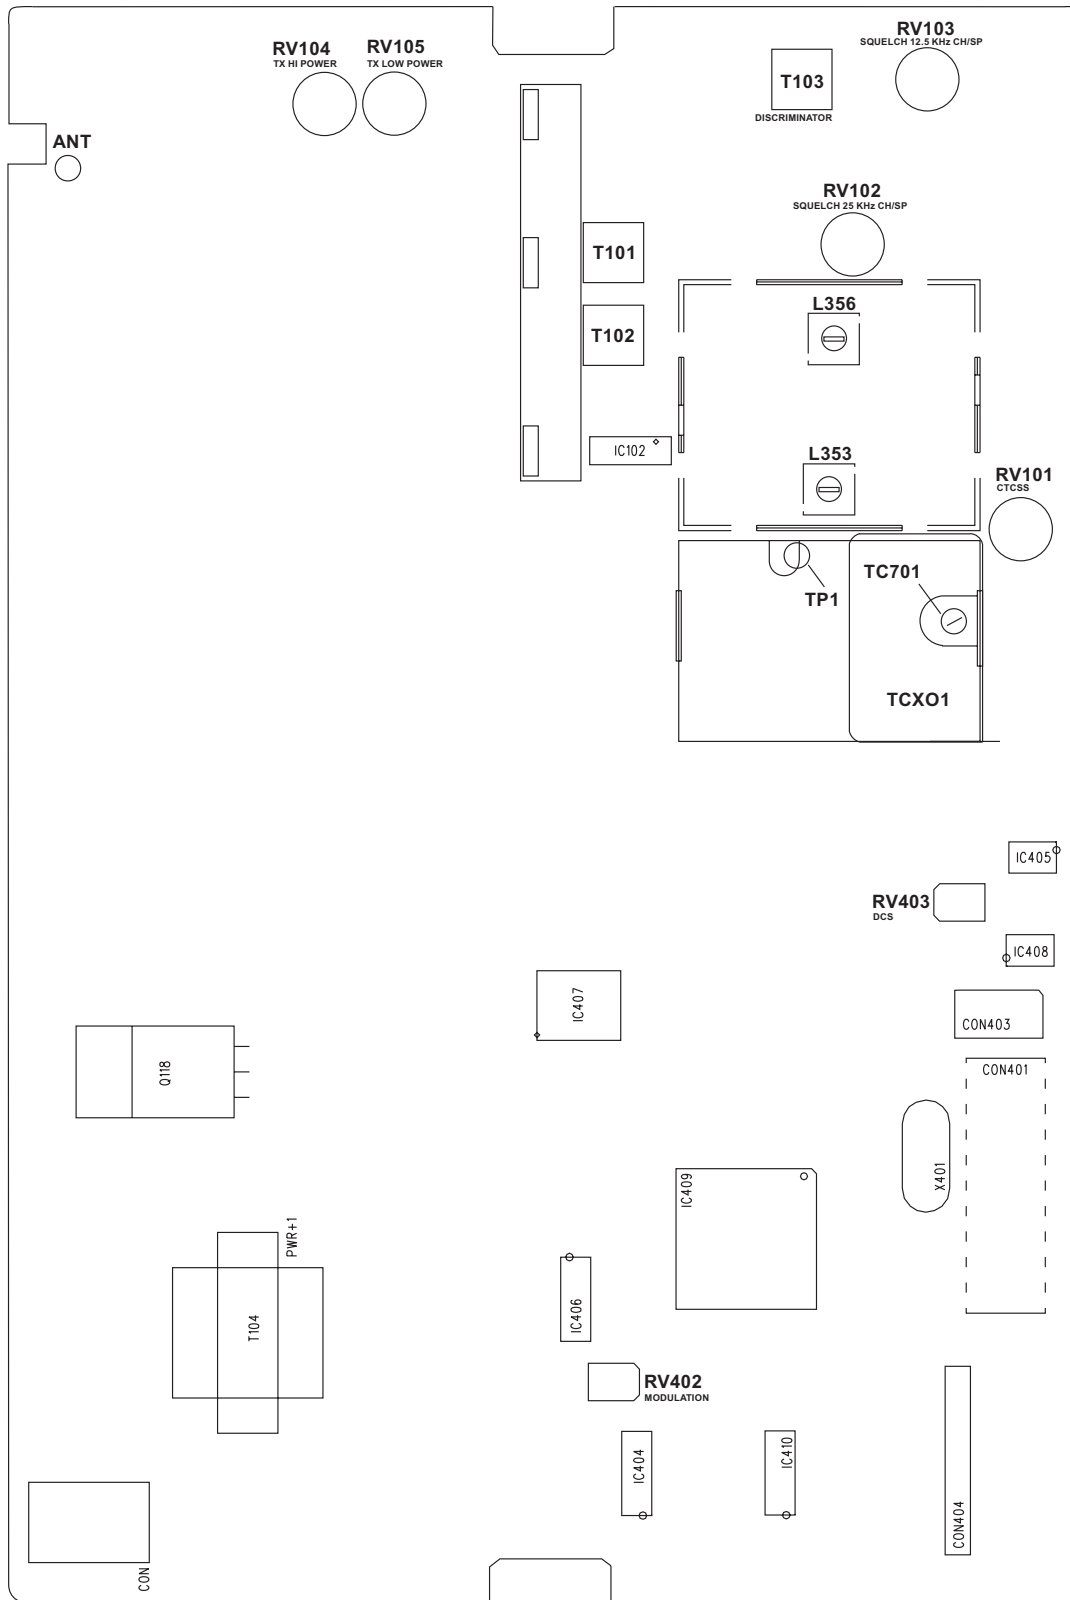 RV104
TX HI POWER
RV105
TX LOW POWER
RV103
SQUELCH 12.5 KHz CH/SP
T103
DISCRIMINATOR
ANT
RV102
SQUELCH 25 KHz CH/SP
T101
L356
T102
IC102
L353
RV101
CTCSS
TC701
TP1
TCXO1
IC405
RV403
DCS
IC408
IC407
CON403
Q118
CON401
X401
IC409
PWR+1
T104
IC406
RV402
MODULATION
IC404
IC410
CON404
CON